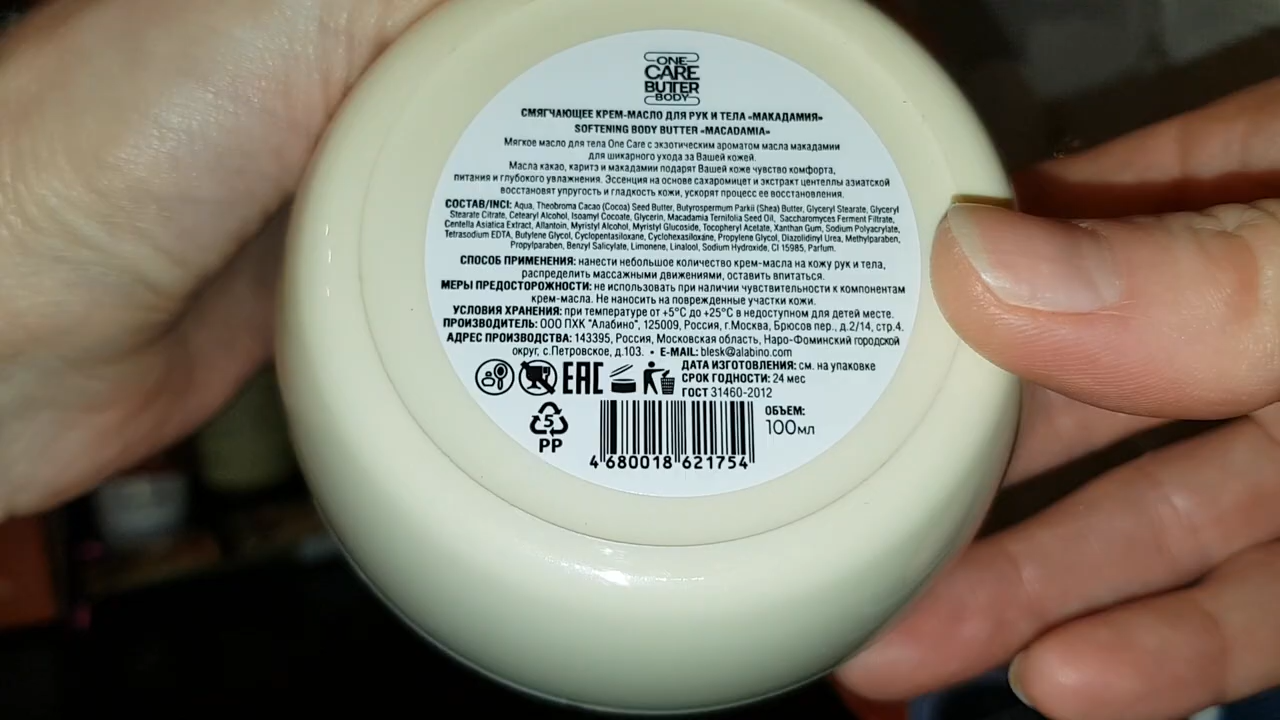 ONE
CARE
BUTTER
BODY
СМЯГЧАЮЩЕЕ КРЕМ-МАСЛО ДЛЯ РУК И ТЕЛА «МАКАДАМИЯ»
SOFTENING BODY BUTTER «MACADAMIA»
Мягкое масло для тела One Care с экзотическим ароматом масла макадамии
для шикарного ухода за Вашей кожей.
Масла какао, каритэ и макадамии подарят Вашей коже чувство комфорта,
питания и глубокого увлажнения. Эссенция на основе сахаромицет и экстракт центеллы азиатской
восстановят упругость и гладкость кожи, ускорят процесс ее восстановления.
СОСТАВ/INCI: Aqua, Theobroma Cacao (Cocoa) Seed Butter, Butyrospermum Parkii (Shea) Butter, Glyceryl Stearate, Glyceryl
Stearate Citrate, Cetearyl Alcohol, Isoamyl Cocoate, Glycerin, Macadamia Ternifolia Seed Oil, Saccharomyces Ferment Filtrate,
Centella Asiatica Extract, Allantoin, Myristyl Alcohol, Myristyl Glucoside, Tocopheryl Acetate, Xanthan Gum, Sodium Polyacrylate,
Tetrasodium EDTA, Butylene Glycol, Cyclopentasiloxane, Cyclohexasiloxane, Propylene Glycol, Diazolidinyl Urea, Methylparaben,
Propylparaben, Benzyl Salicylate, Limonene, Linalool, Sodium Hydroxide, CI 15985, Parfum.
СПОСОБ ПРИМЕНЕНИЯ: нанести небольшое количество крем-масла на кожу рук и тела,
распределить массажными движениями, оставить впитаться.
МЕРЫ ПРЕДОСТОРОЖНОСТИ: не использовать при наличии чувствительности к компонентам
крем-масла. Не наносить на поврежденные участки кожи.
УСЛОВИЯ ХРАНЕНИЯ: при температуре от +5°C до +25°C в недоступном для детей месте.
ПРОИЗВОДИТЕЛЬ: ООО ПХК "Алабино", 125009, Россия, г.Москва, Брюсов пер., д.2/14, стр.4.
АДРЕС ПРОИЗВОДСТВА: 143395, Россия, Московская область, Наро-Фоминский городской
округ, с.Петровское, д.103. • E-MAIL: blesk@alabino.com
ДАТА ИЗГОТОВЛЕНИЯ: см. на упаковке
СРОК ГОДНОСТИ: 24 мес
ГОСТ 31460-2012
EAC
5
PP
4 680018 621754
ОБЪЕМ:
100мл